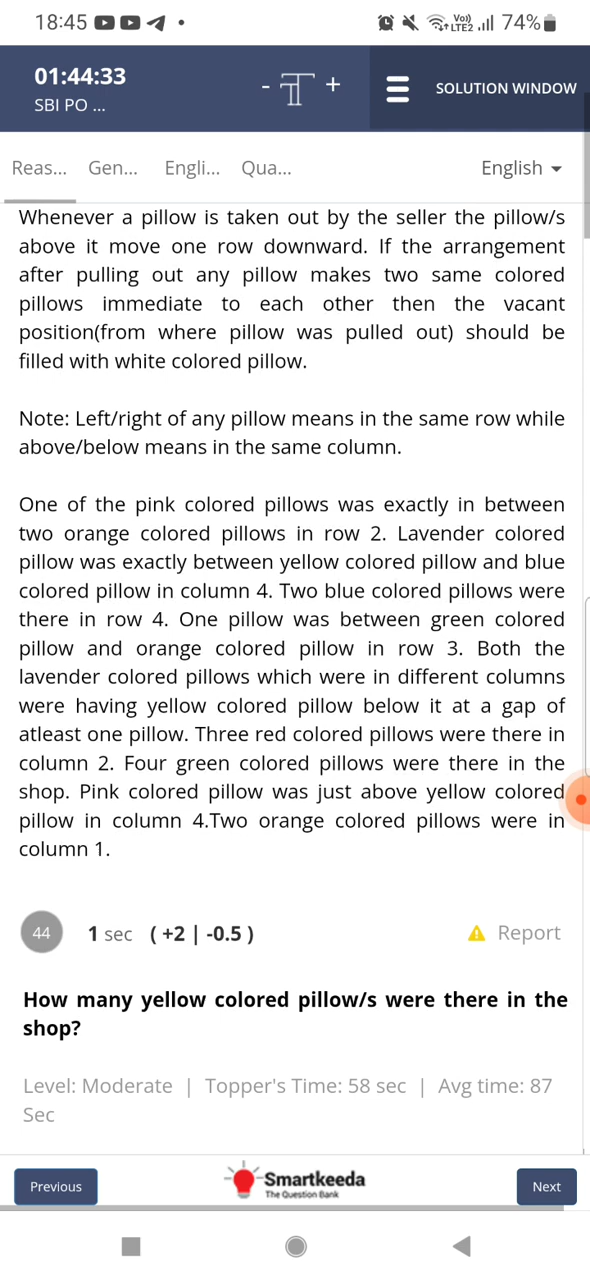 18:45
Vo)) LTE2 74%
01:44:33
SBI PO ...
- T +
SOLUTION WINDOW
Reas... Gen... Engli... Qua... English
Whenever a pillow is taken out by the seller the pillow/s
above it move one row downward. If the arrangement
after pulling out any pillow makes two same colored
pillows immediate to each other then the vacant
position(from where pillow was pulled out) should be
filled with white colored pillow.
Note: Left/right of any pillow means in the same row while
above/below means in the same column.
One of the pink colored pillows was exactly in between
two orange colored pillows in row 2. Lavender colored
pillow was exactly between yellow colored pillow and blue
colored pillow in column 4. Two blue colored pillows were
there in row 4. One pillow was between green colored
pillow and orange colored pillow in row 3. Both the
lavender colored pillows which were in different columns
were having yellow colored pillow below it at a gap of
atleast one pillow. Three red colored pillows were there in
column 2. Four green colored pillows were there in the
shop. Pink colored pillow was just above yellow colored
pillow in column 4.Two orange colored pillows were in
column 1.
44 1 sec ( +2 | -0.5 ) Report
How many yellow colored pillow/s were there in the
shop?
Level: Moderate | Topper's Time: 58 sec | Avg time: 87
Sec
Previous
Smartkeeda
The Question Bank
Next